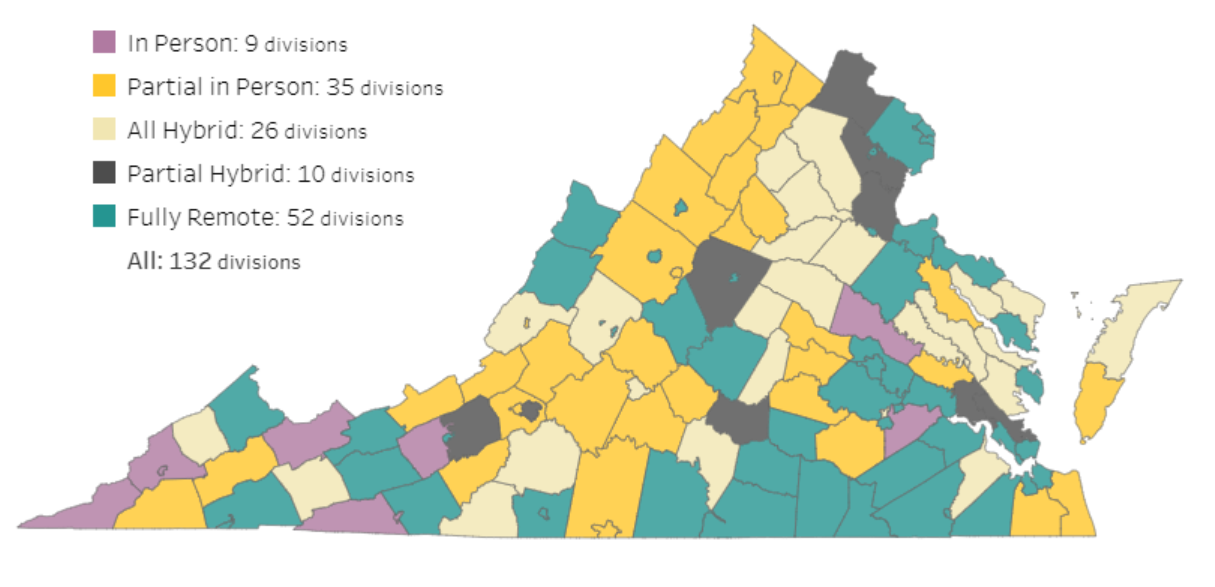 In Person: 9 divisions
Partial in Person: 35 divisions
All Hybrid: 26 divisions
Partial Hybrid: 10 divisions
Fully Remote: 52 divisions
All: 132 divisions